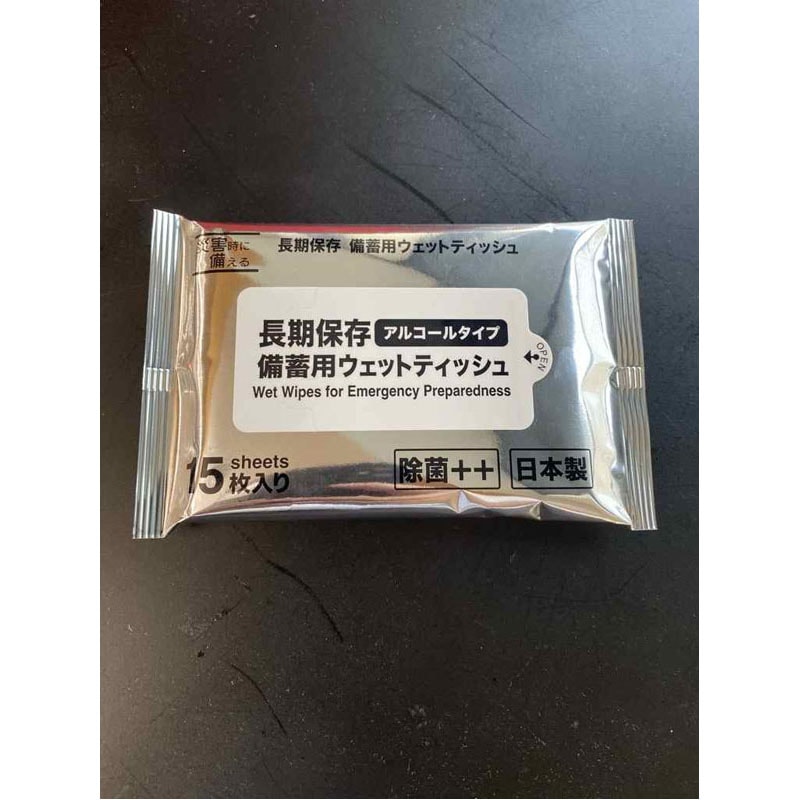 災害時に
備える
長期保存 備蓄用ウェットティッシュ
長期保存 アルコールタイプ
備蓄用ウェットティッシュ
Wet Wipes for Emergency Preparedness
OPEN
15 sheets
枚入り
除菌++
日本製